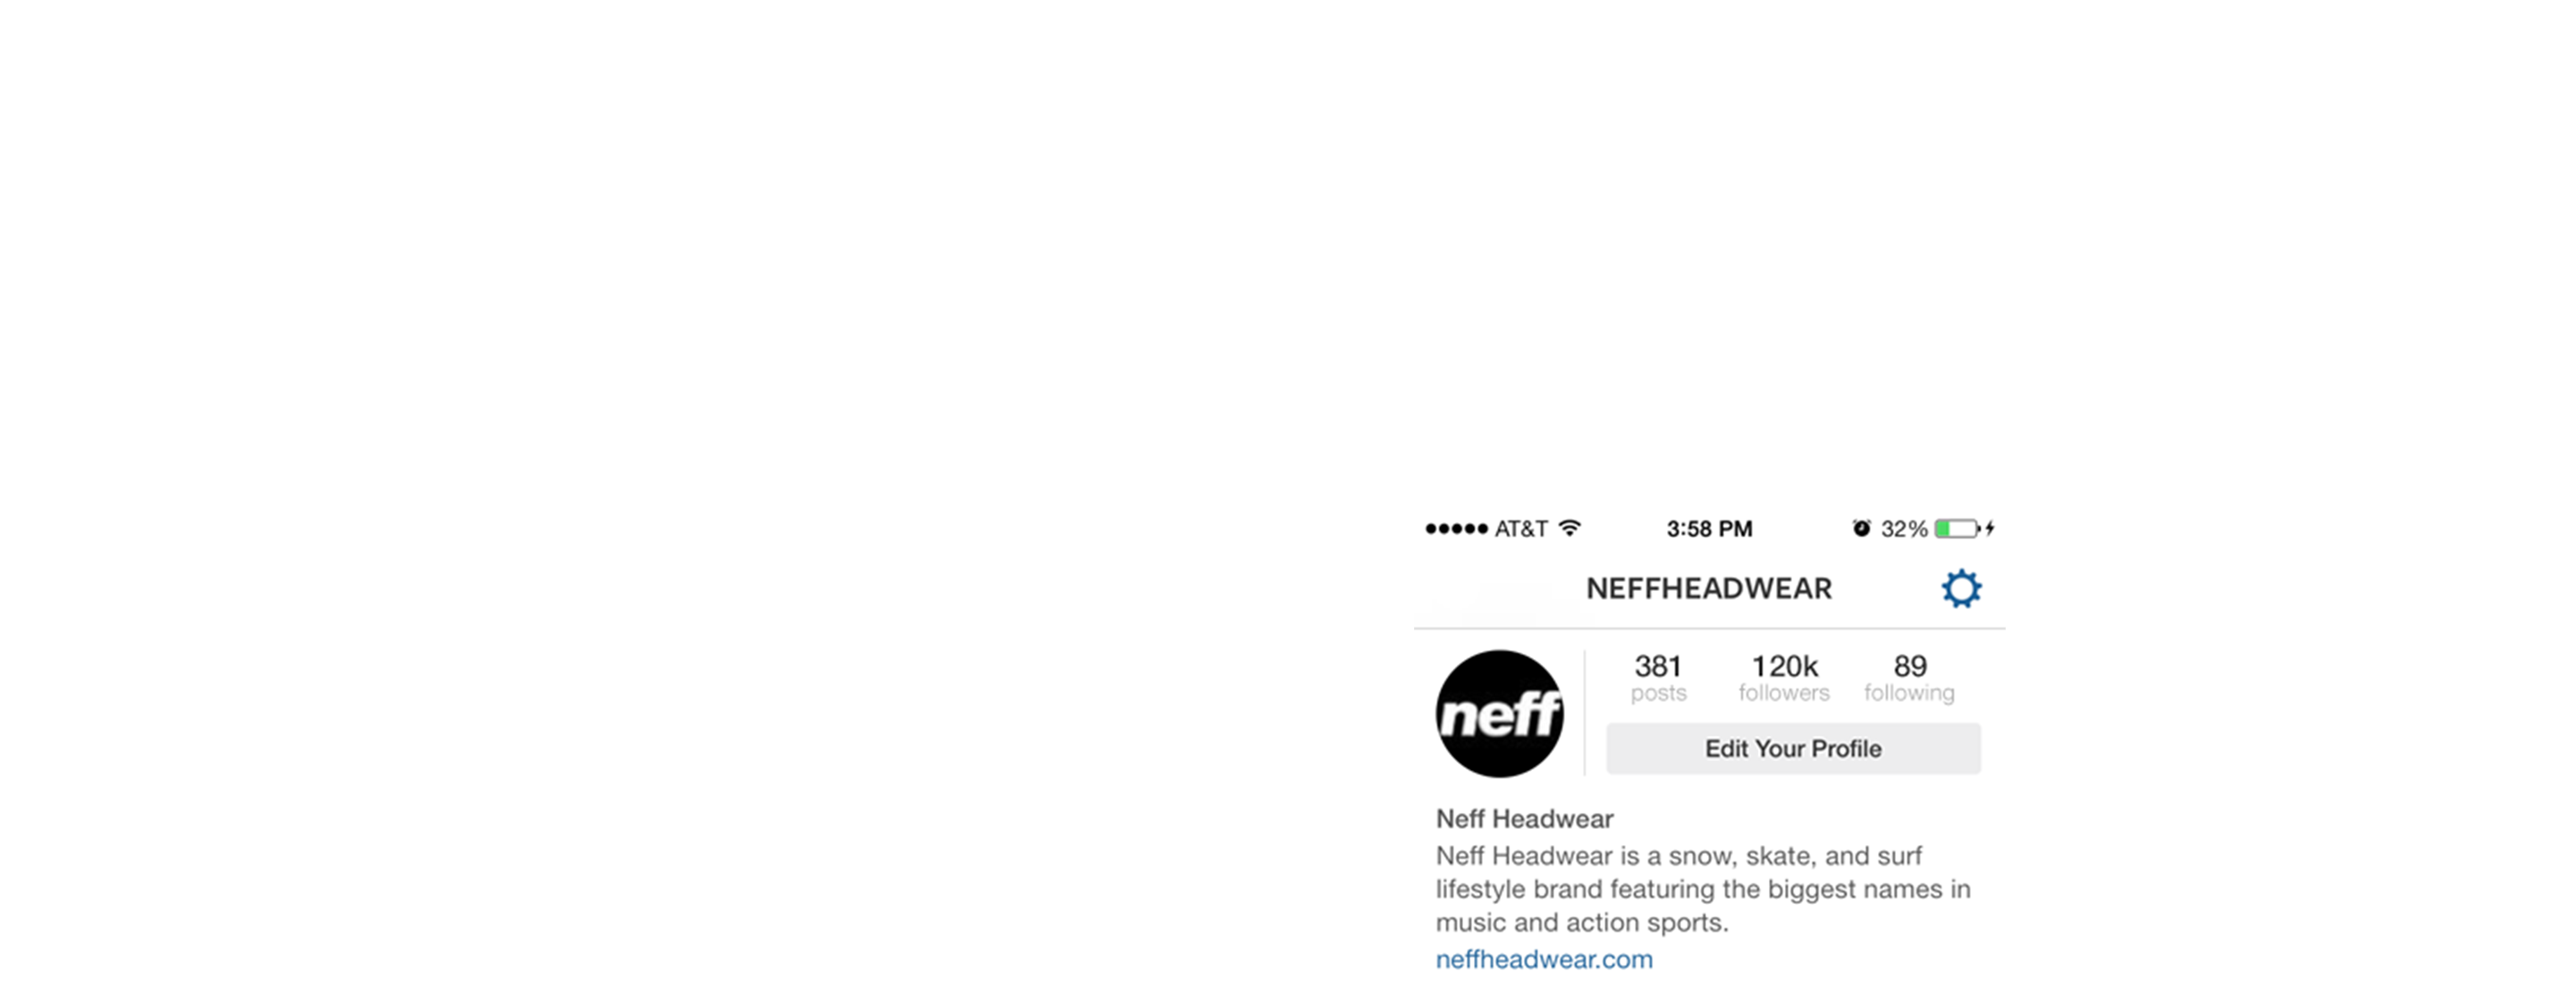 ●●●●● AT&T 3:58 PM 32%
NEFFHEADWEAR
neff
381 120k 89
posts followers following
Edit Your Profile
Neff Headwear
Neff Headwear is a snow, skate, and surf
lifestyle brand featuring the biggest names in
music and action sports.
neffheadwear.com